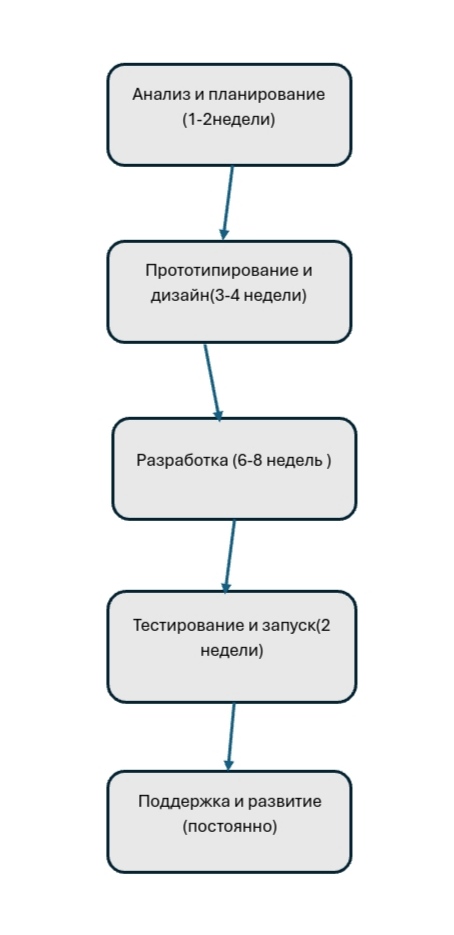 Анализ и планирование
(1-2недели)
Прототипирование и
дизайн(3-4 недели)
Разработка (6-8 недель )
Тестирование и запуск(2
недели)
Поддержка и развитие
(постоянно)